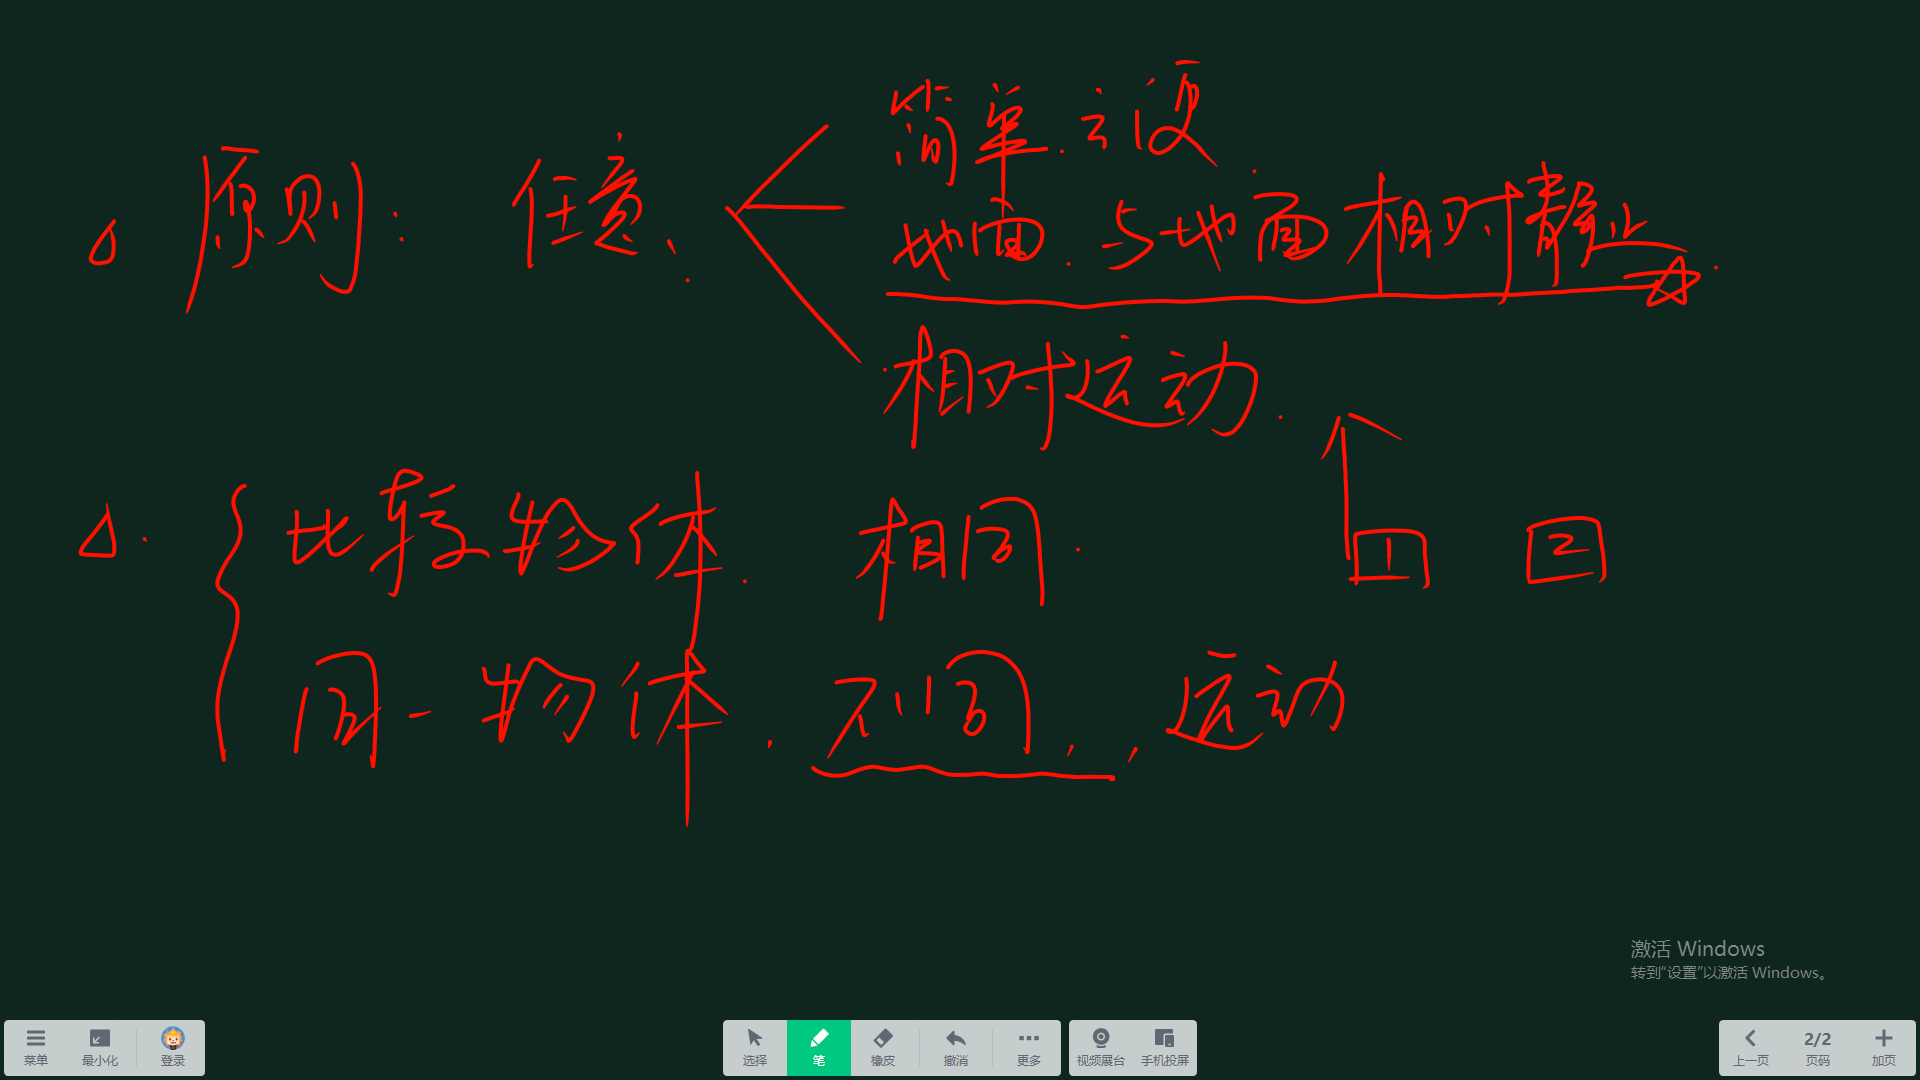 简单.方便.
原则: 任意.
地面. 与地面相对静止.
相对运动.
比较物体. 相同.
1 2
同一物体. 不同. 运动
激活 Windows
转到“设置”以激活 Windows。
菜单 最小化 登录 选择 笔 橡皮 撤消 更多 视频展台 手机投屏 上一页 2/2 页码 加页